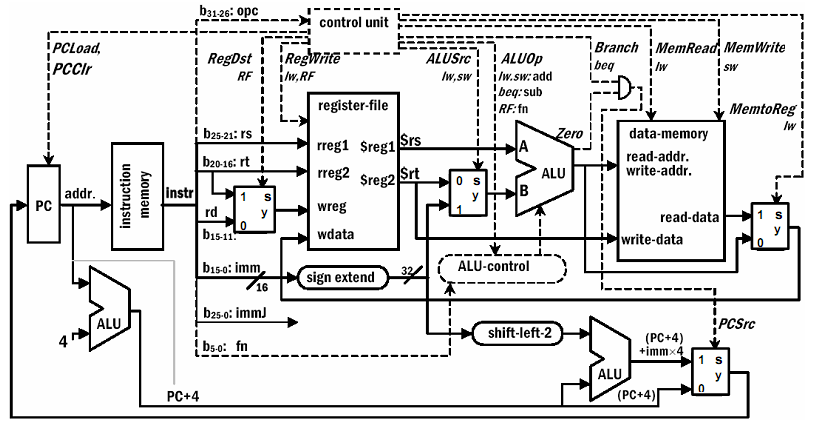 b31-26: opc
control unit
PCLoad,
PCClr
RegDst
RF
RegWrite
lw,RF
ALUSrc
lw,sw
ALUOp
lw.sw: add
beq: sub
RF: fn
Branch
beq
MemRead
lw
MemWrite
sw
MemtoReg
lw
register-file
b25-21: rs
rreg1
$reg1
$rs
b20-16: rt
rreg2
$reg2
$rt
wreg
wdata
1 s
y
0
rd
b15-11:
PC
addr.
instruction
memory
instr
0 s
y
1
A
B
ALU
Zero
data-memory
read-addr.
write-addr.
read-data
write-data
1 s
y
0
b15-0: imm
16
sign extend
32
ALU-control
b25-0: immJ
b5-0: fn
ALU
4
PC+4
shift-left-2
ALU
(PC+4)
+imm×4
(PC+4)
PCSrc
1 s
y
0